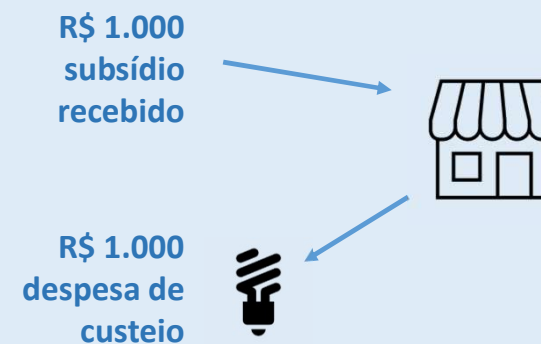 R$ 1.000
subsídio
recebido
R$ 1.000
despesa de
custeio